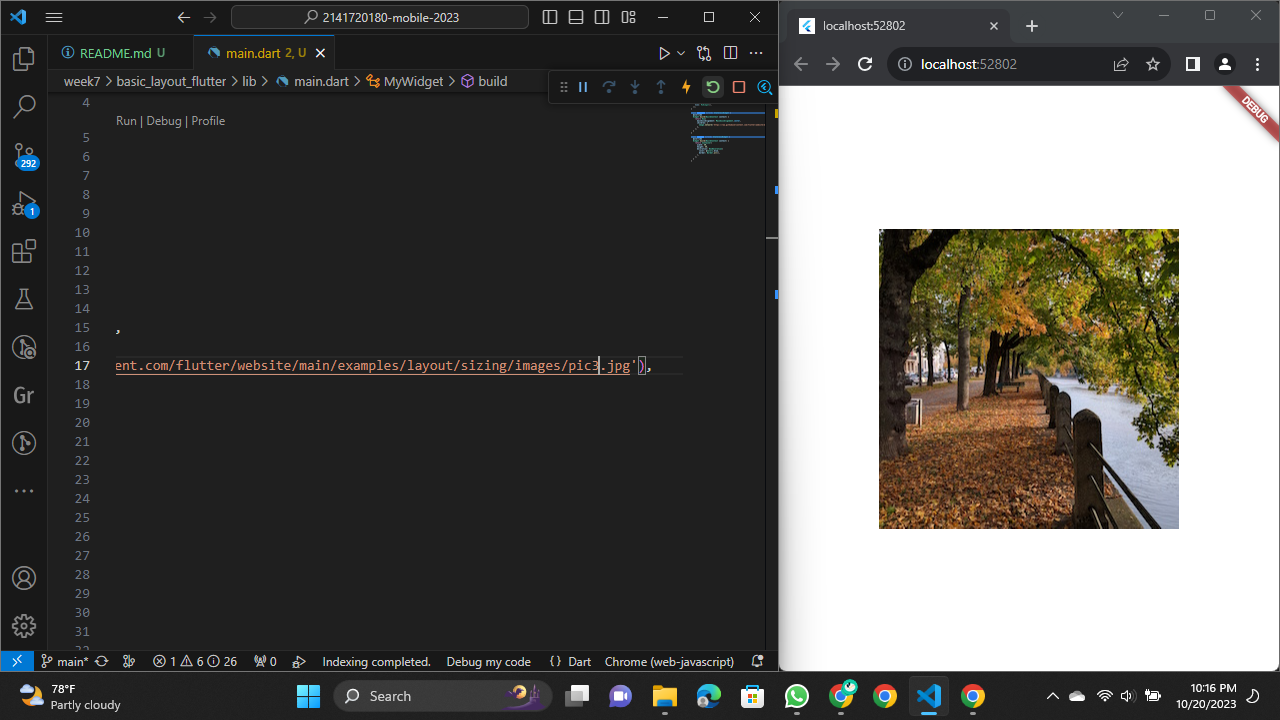 2141720180-mobile-2023
README.md U
main.dart 2, U
week7 > basic_layout_flutter > lib > main.dart > MyWidget > build
4
Run | Debug | Profile
5
6
7
8
9
10
11
12
13
14
15 ,
16
17 ent.com/flutter/website/main/examples/layout/sizing/images/pic3.jpg'),
18
19
20
21
22
23
24
25
26
27
28
29
30
31
292
1
Gr
1 6 26 0 Indexing completed. Debug my code {} Dart Chrome (web-javascript)
main*
localhost:52802
localhost:52802
DEBUG
78°F
Partly cloudy
Search
10:16 PM
10/20/2023